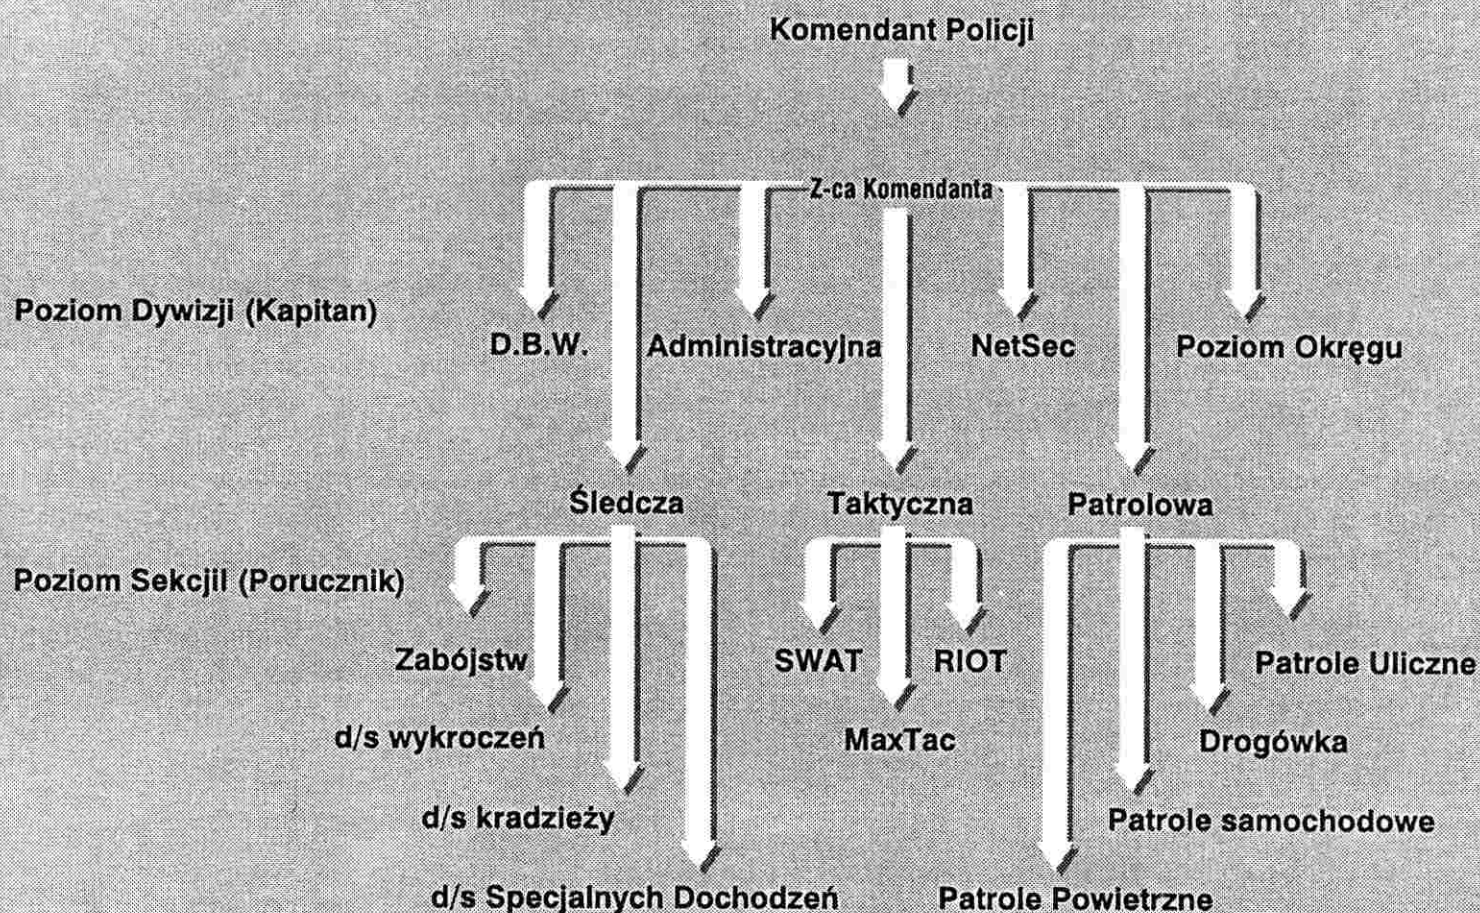 Komendant Policji
Z-ca Komendanta
Poziom Dywizji (Kapitan)
D.B.W.
Administracyjna
NetSec
Poziom Okręgu
Śledcza
Taktyczna
Patrolowa
Poziom Sekcjii (Porucznik)
Zabójstw
SWAT
RIOT
Patrole Uliczne
d/s wykroczeń
MaxTac
Drogówka
d/s kradzieży
Patrole samochodowe
d/s Specjalnych Dochodzeń
Patrole Powietrzne